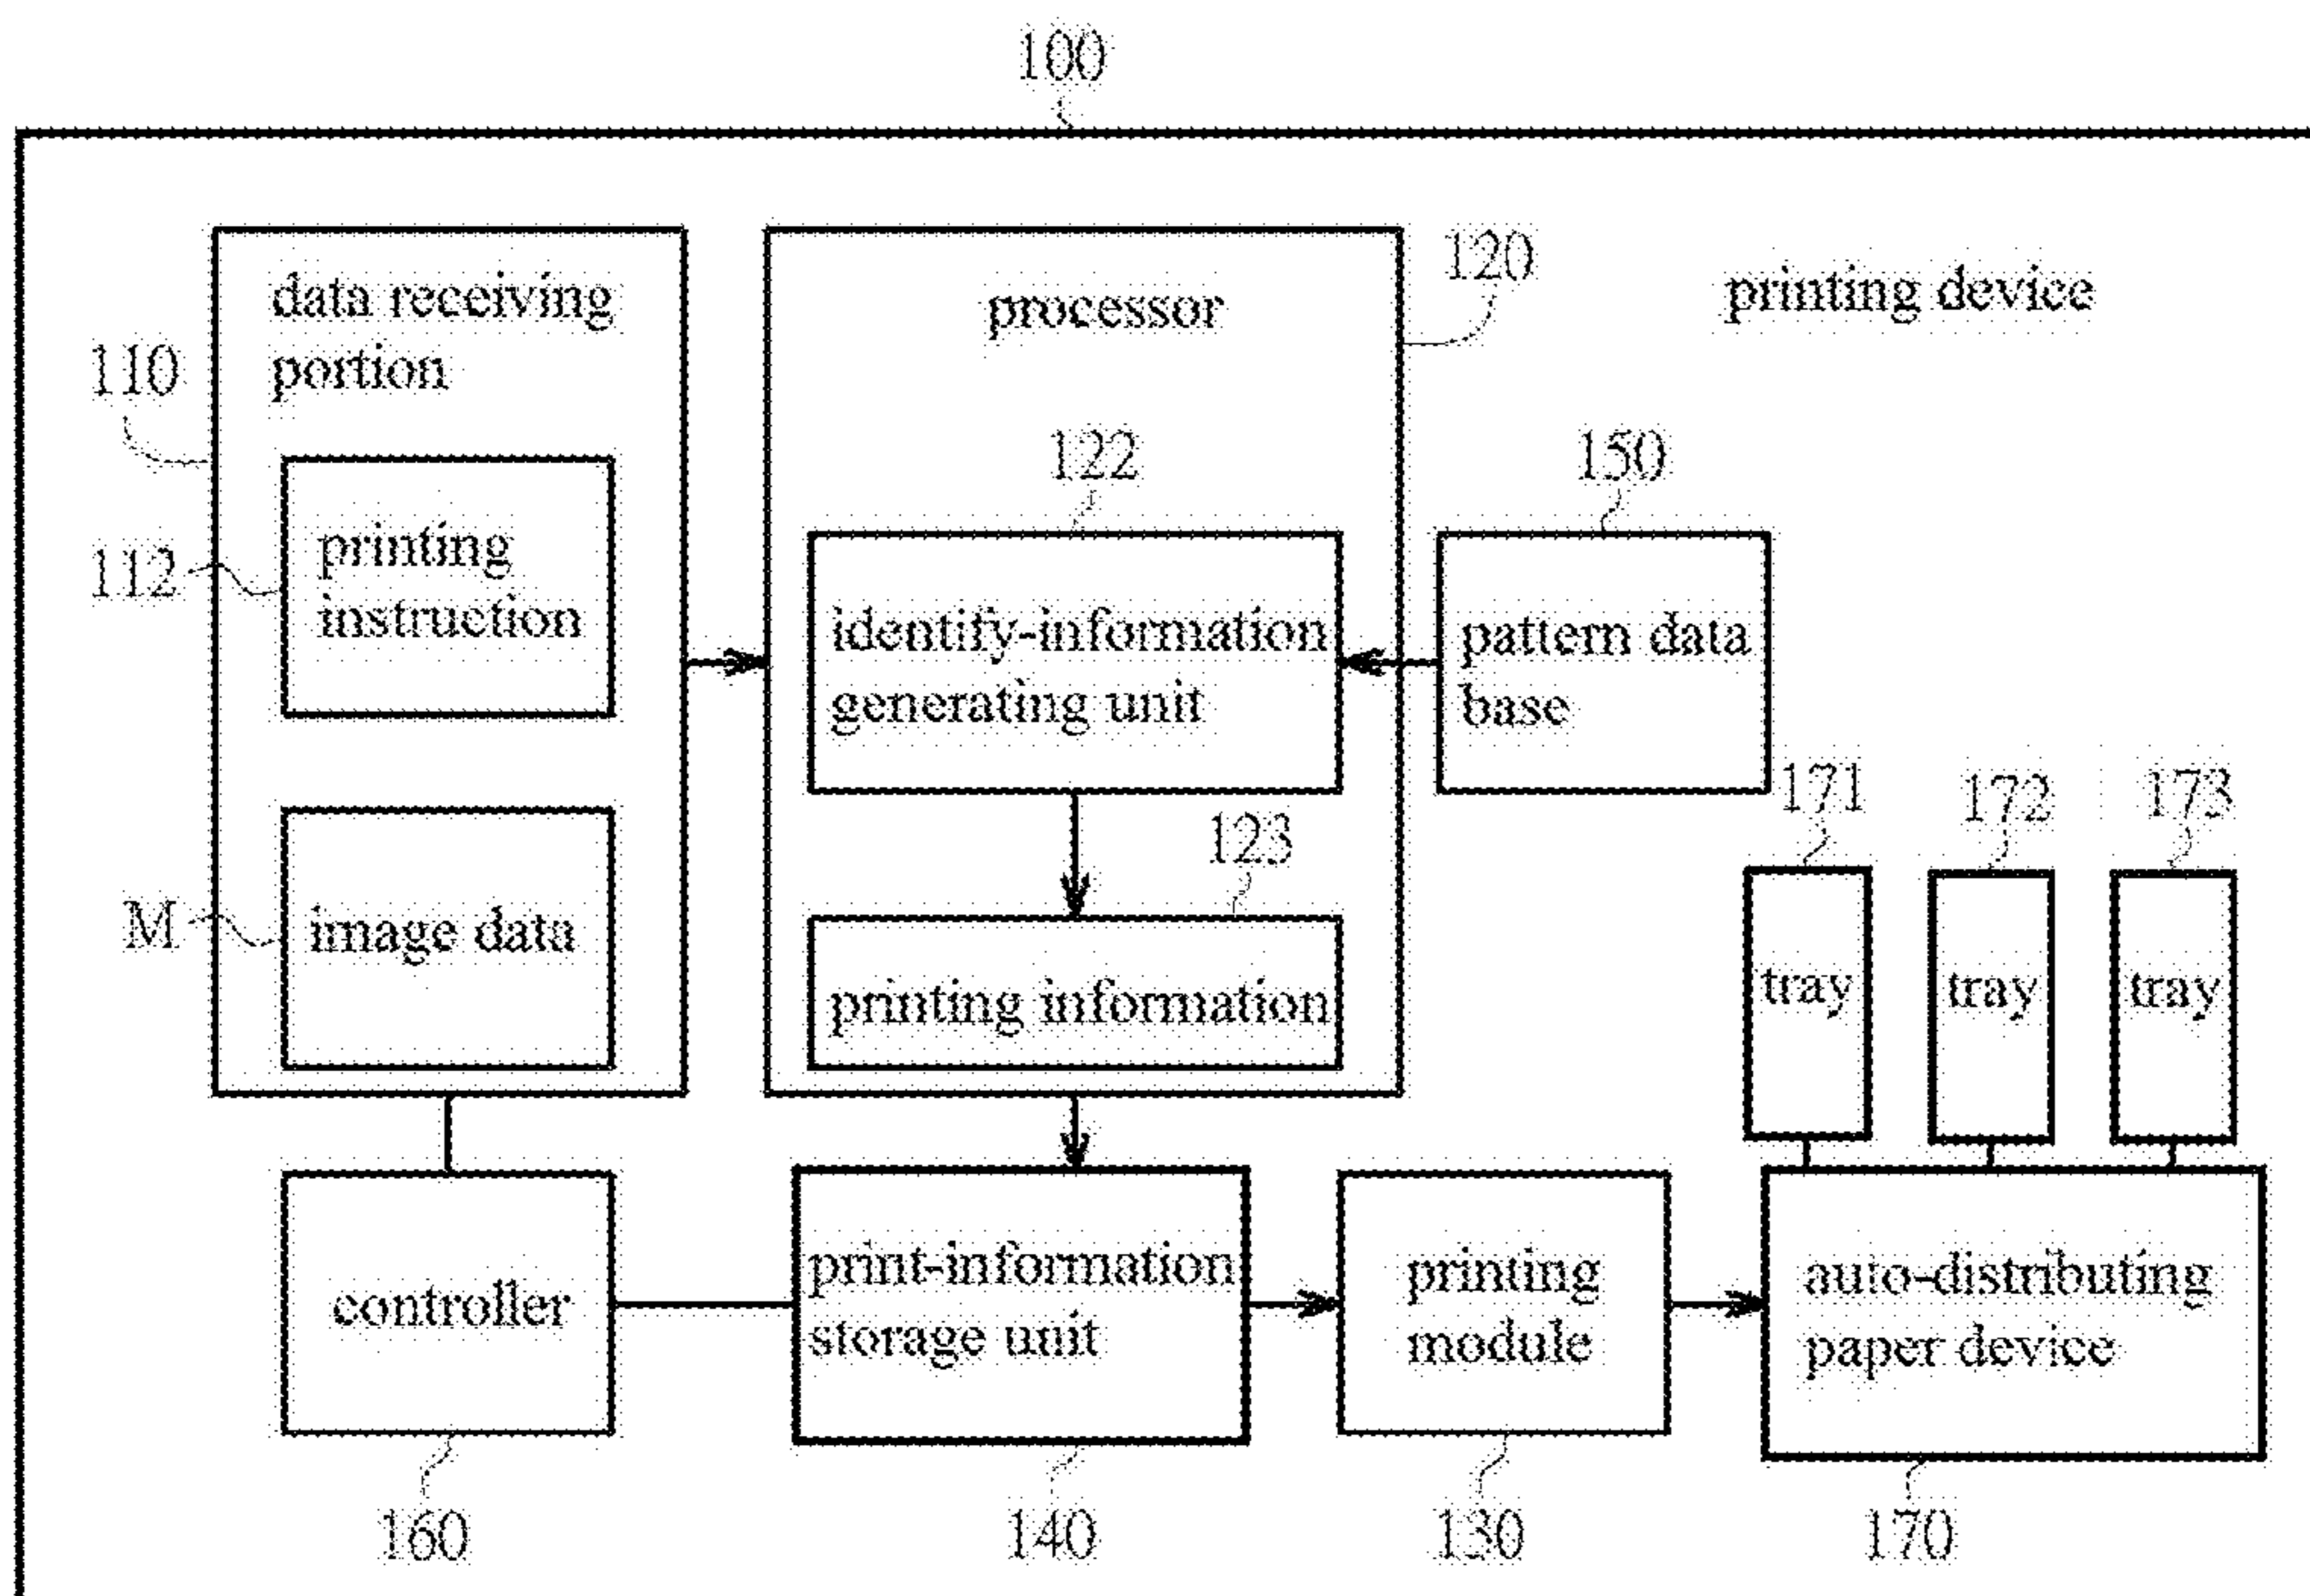 100
data receiving
portion
processor
120
printing device
110
122
150
printing
instruction
112
identify-information
generating unit
pattern data
base
171
172
173
123
M
image data
printing information
tray
tray
tray
controller
print-information
storage unit
printing
module
auto-distributing
paper device
160
140
130
170